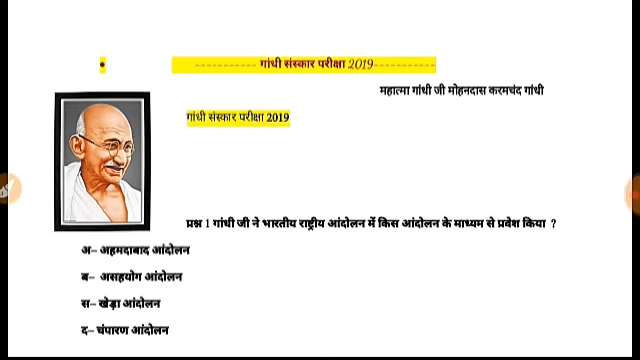 ----------- गांधी संस्कार परीक्षा 2019-----------
महात्मा गांधी जी मोहनदास करमचंद गांधी
गांधी संस्कार परीक्षा 2019
प्रश्न 1 गांधी जी ने भारतीय राष्ट्रीय आंदोलन में किस आंदोलन के माध्यम से प्रवेश किया ?
अ– अहमदाबाद आंदोलन
ब– असहयोग आंदोलन
स– खेड़ा आंदोलन
द– चंपारण आंदोलन